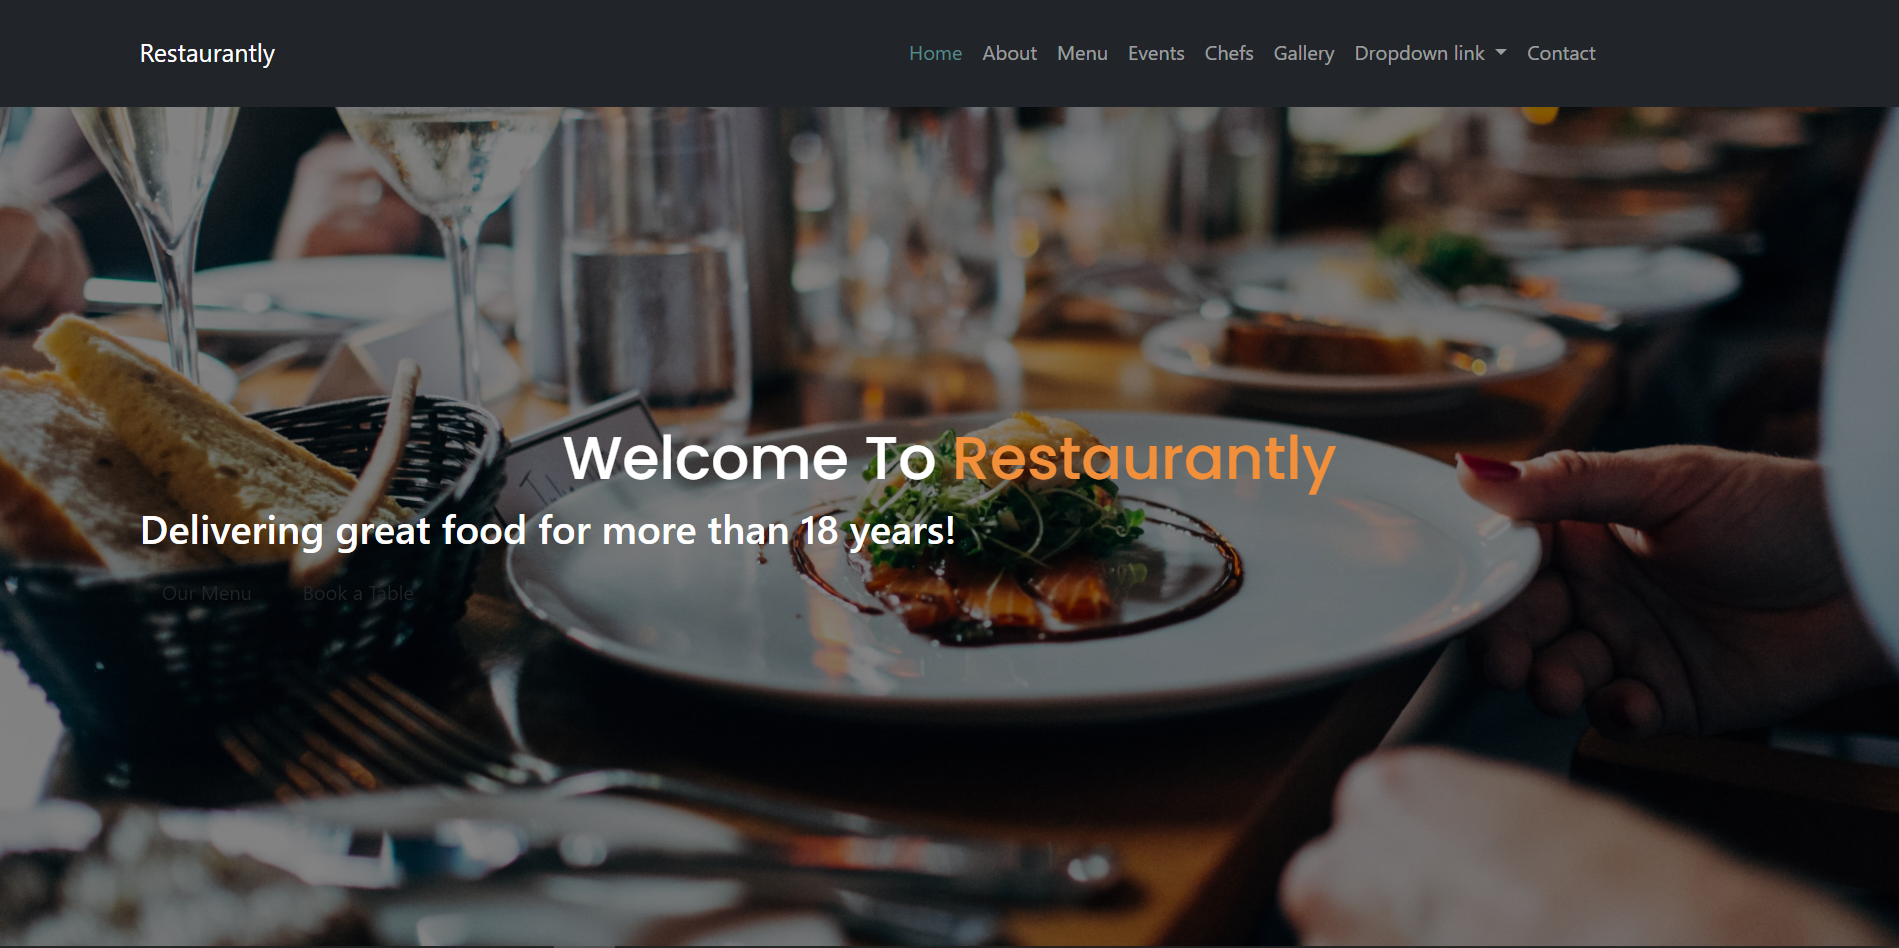 Restaurantly
Home About Menu Events Chefs Gallery Dropdown link Contact
Welcome To Restaurantly
Delivering great food for more than 18 years!
Our Menu Book a Table